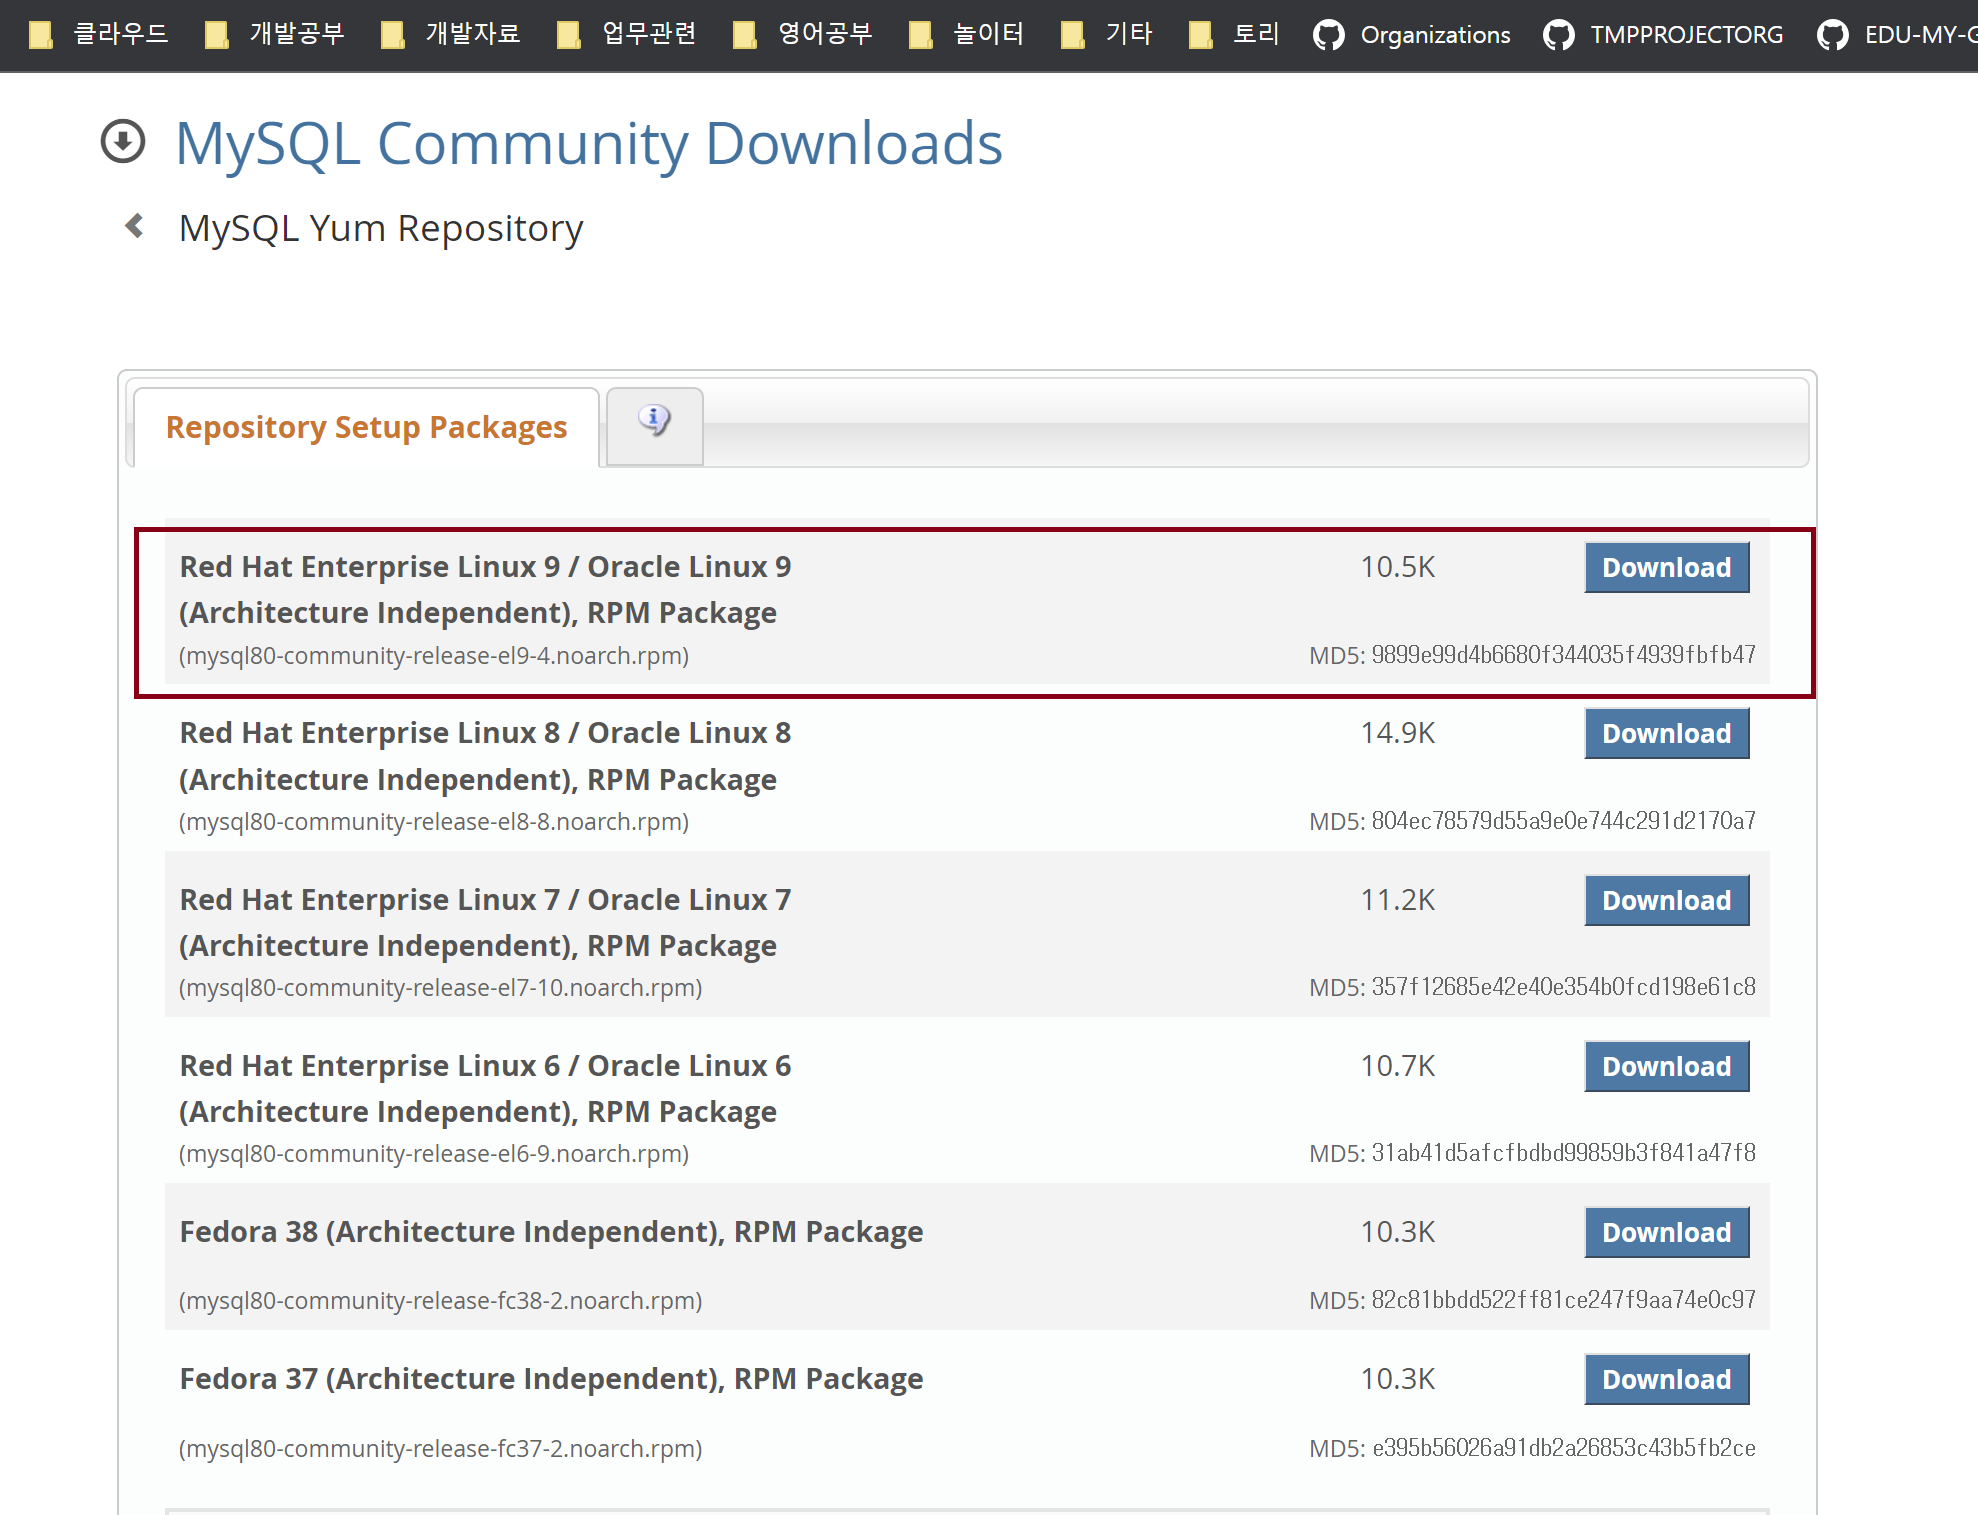 클라우드 개발공부 개발자료 업무관련 영어공부 놀이터 기타 토리 Organizations TMPPROJECTORG EDU-MY-G
MySQL Community Downloads
MySQL Yum Repository
Repository Setup Packages
Red Hat Enterprise Linux 9 / Oracle Linux 9 10.5K Download
(Architecture Independent), RPM Package
(mysql80-community-release-el9-4.noarch.rpm) MD5: 9899e99d4b6680f344035f4939fbfb47
Red Hat Enterprise Linux 8 / Oracle Linux 8 14.9K Download
(Architecture Independent), RPM Package
(mysql80-community-release-el8-8.noarch.rpm) MD5: 804ec78579d55a9e0e744c291d2170a7
Red Hat Enterprise Linux 7 / Oracle Linux 7 11.2K Download
(Architecture Independent), RPM Package
(mysql80-community-release-el7-10.noarch.rpm) MD5: 357f12685e42e40e354b0fcd198e61c8
Red Hat Enterprise Linux 6 / Oracle Linux 6 10.7K Download
(Architecture Independent), RPM Package
(mysql80-community-release-el6-9.noarch.rpm) MD5: 31ab41d5afcfbdbd99859b3f841a47f8
Fedora 38 (Architecture Independent), RPM Package 10.3K Download
(mysql80-community-release-fc38-2.noarch.rpm) MD5: 82c81bbdd522ff81ce247f9aa74e0c97
Fedora 37 (Architecture Independent), RPM Package 10.3K Download
(mysql80-community-release-fc37-2.noarch.rpm) MD5: e395b56026a91db2a26853c43b5fb2ce